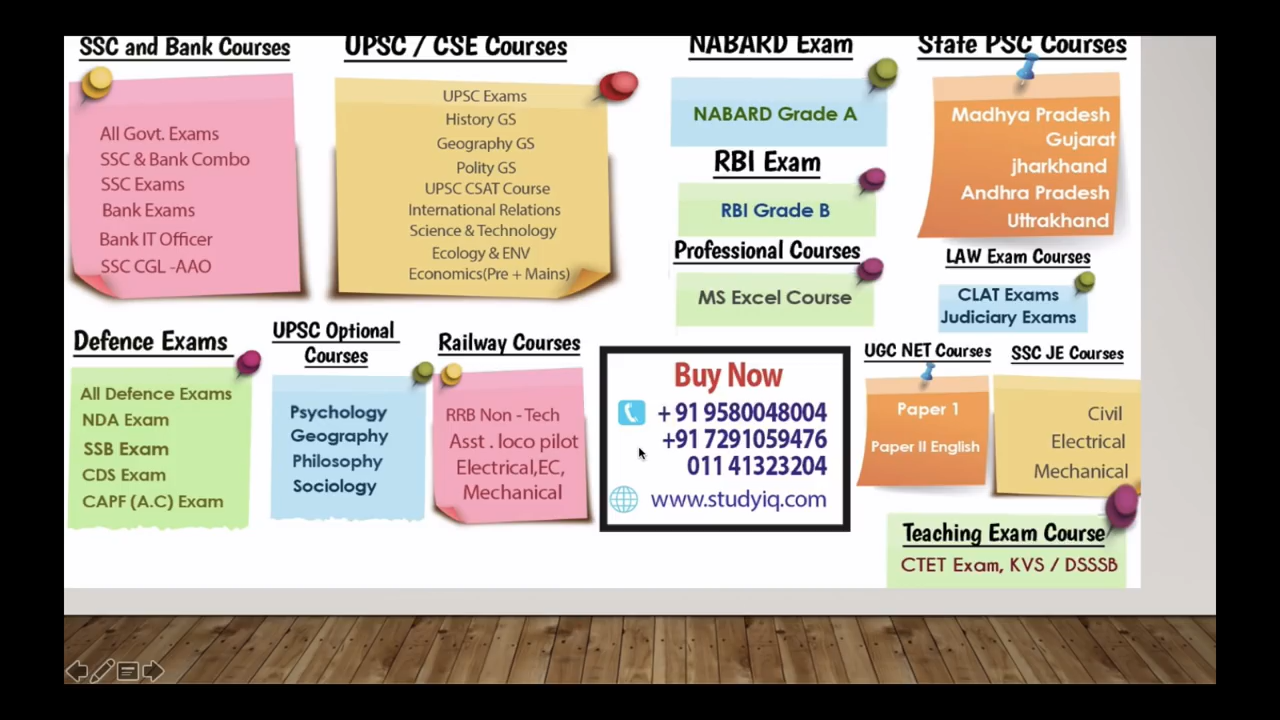 SSC and Bank Courses
All Govt. Exams
SSC & Bank Combo
SSC Exams
Bank Exams
Bank IT Officer
SSC CGL -AAO
UPSC / CSE Courses
UPSC Exams
History GS
Geography GS
Polity GS
UPSC CSAT Course
International Relations
Science & Technology
Ecology & ENV
Economics(Pre + Mains)
NABARD Exam
NABARD Grade A
RBI Exam
RBI Grade B
Professional Courses
MS Excel Course
State PSC Courses
Madhya Pradesh
Gujarat
jharkhand
Andhra Pradesh
Uttrakhand
LAW Exam Courses
CLAT Exams
Judiciary Exams
Defence Exams
All Defence Exams
NDA Exam
SSB Exam
CDS Exam
CAPF (A.C) Exam
UPSC Optional
Courses
Psychology
Geography
Philosophy
Sociology
Railway Courses
RRB Non - Tech
Asst . loco pilot
Electrical,EC,
Mechanical
Buy Now
+ 91 9580048004
+91 7291059476
011 41323204
www.studyiq.com
UGC NET Courses
Paper 1
Paper II English
SSC JE Courses
Civil
Electrical
Mechanical
Teaching Exam Course
CTET Exam, KVS / DSSSB